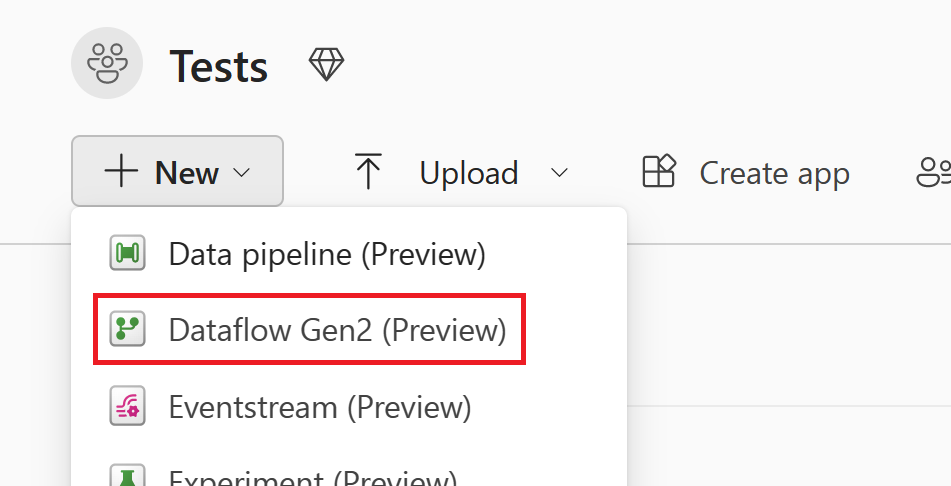 Tests
New
Upload
Create app
Data pipeline (Preview)
Dataflow Gen2 (Preview)
Eventstream (Preview)
Experiment (Preview)